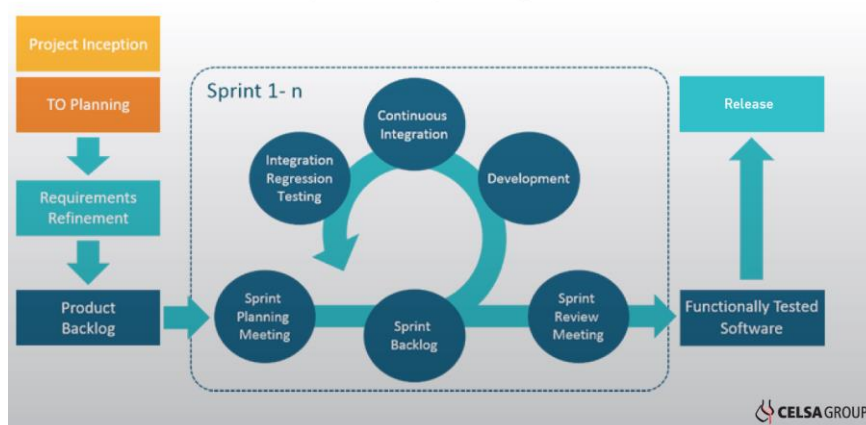 Project Inception
TO Planning
Requirements
Refinement
Product
Backlog
Sprint 1- n
Continuous
Integration
Integration
Regression
Testing
Development
Sprint
Planning
Meeting
Sprint
Backlog
Sprint
Review
Meeting
Release
Functionally Tested
Software
CELSA GROUP